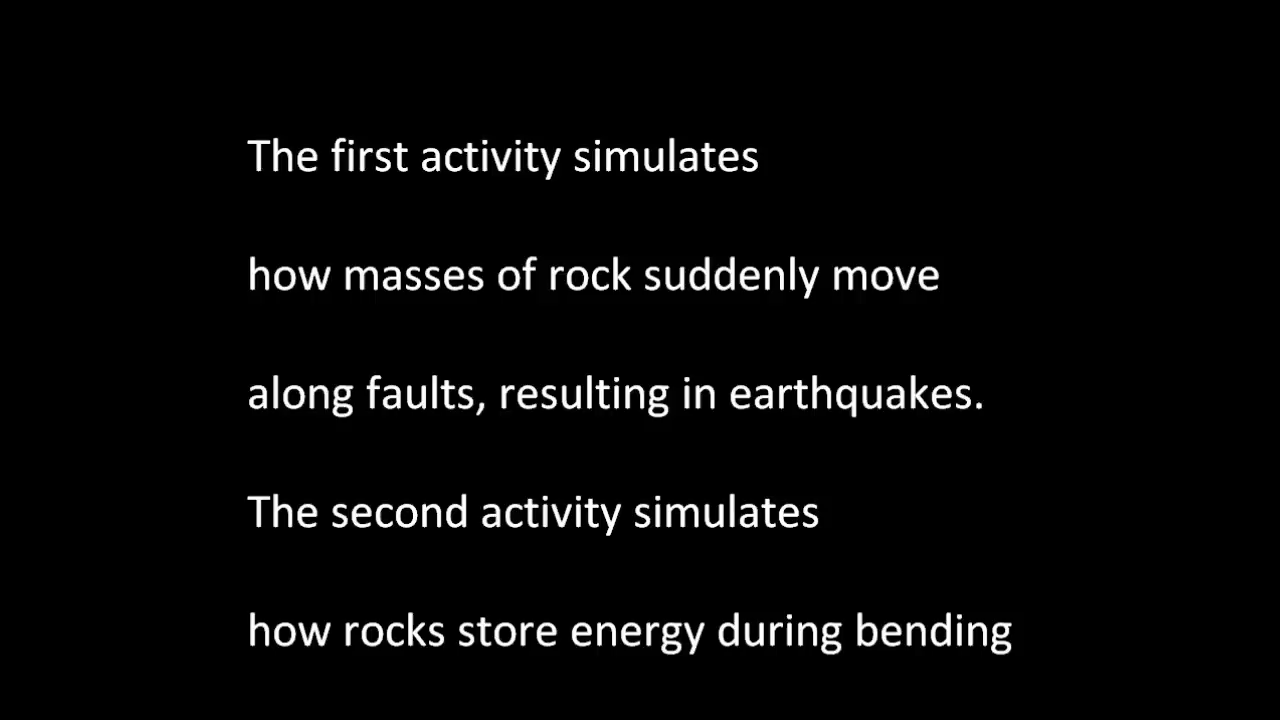 The first activity simulates
how masses of rock suddenly move
along faults, resulting in earthquakes.
The second activity simulates
how rocks store energy during bending